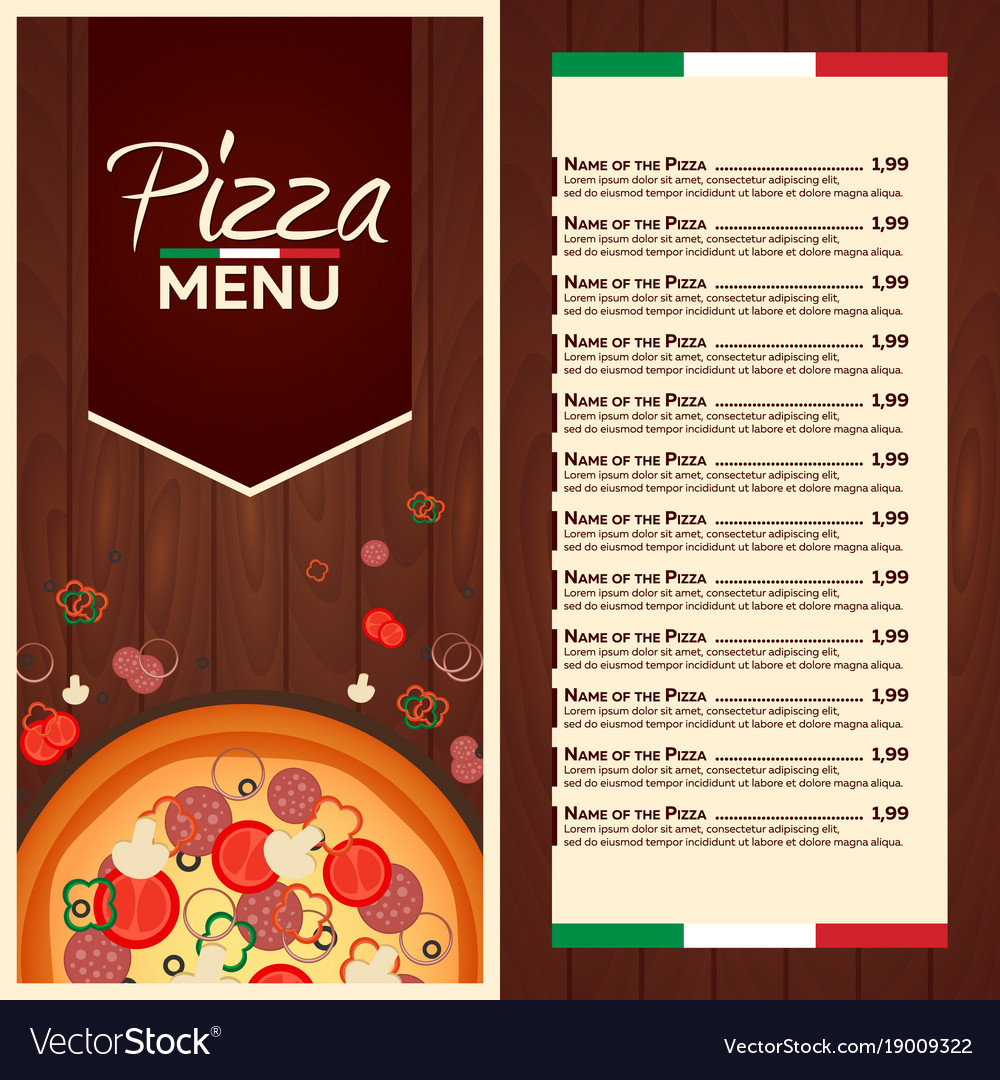 Pizza
MENU
Name of the Pizza ........................... 1,99
Lorem ipsum dolor sit amet, consectetur adipiscing elit,
sed do eiusmod tempor incididunt ut labore et dolore magna aliqua.
Name of the Pizza ........................... 1,99
Lorem ipsum dolor sit amet, consectetur adipiscing elit,
sed do eiusmod tempor incididunt ut labore et dolore magna aliqua.
Name of the Pizza ........................... 1,99
Lorem ipsum dolor sit amet, consectetur adipiscing elit,
sed do eiusmod tempor incididunt ut labore et dolore magna aliqua.
Name of the Pizza ........................... 1,99
Lorem ipsum dolor sit amet, consectetur adipiscing elit,
sed do eiusmod tempor incididunt ut labore et dolore magna aliqua.
Name of the Pizza ........................... 1,99
Lorem ipsum dolor sit amet, consectetur adipiscing elit,
sed do eiusmod tempor incididunt ut labore et dolore magna aliqua.
Name of the Pizza ........................... 1,99
Lorem ipsum dolor sit amet, consectetur adipiscing elit,
sed do eiusmod tempor incididunt ut labore et dolore magna aliqua.
Name of the Pizza ........................... 1,99
Lorem ipsum dolor sit amet, consectetur adipiscing elit,
sed do eiusmod tempor incididunt ut labore et dolore magna aliqua.
Name of the Pizza ........................... 1,99
Lorem ipsum dolor sit amet, consectetur adipiscing elit,
sed do eiusmod tempor incididunt ut labore et dolore magna aliqua.
Name of the Pizza ........................... 1,99
Lorem ipsum dolor sit amet, consectetur adipiscing elit,
sed do eiusmod tempor incididunt ut labore et dolore magna aliqua.
Name of the Pizza ........................... 1,99
Lorem ipsum dolor sit amet, consectetur adipiscing elit,
sed do eiusmod tempor incididunt ut labore et dolore magna aliqua.
Name of the Pizza ........................... 1,99
Lorem ipsum dolor sit amet, consectetur adipiscing elit,
sed do eiusmod tempor incididunt ut labore et dolore magna aliqua.
Name of the Pizza ........................... 1,99
Lorem ipsum dolor sit amet, consectetur adipiscing elit,
sed do eiusmod tempor incididunt ut labore et dolore magna aliqua.
VectorStock®
VectorStock.com/19009322